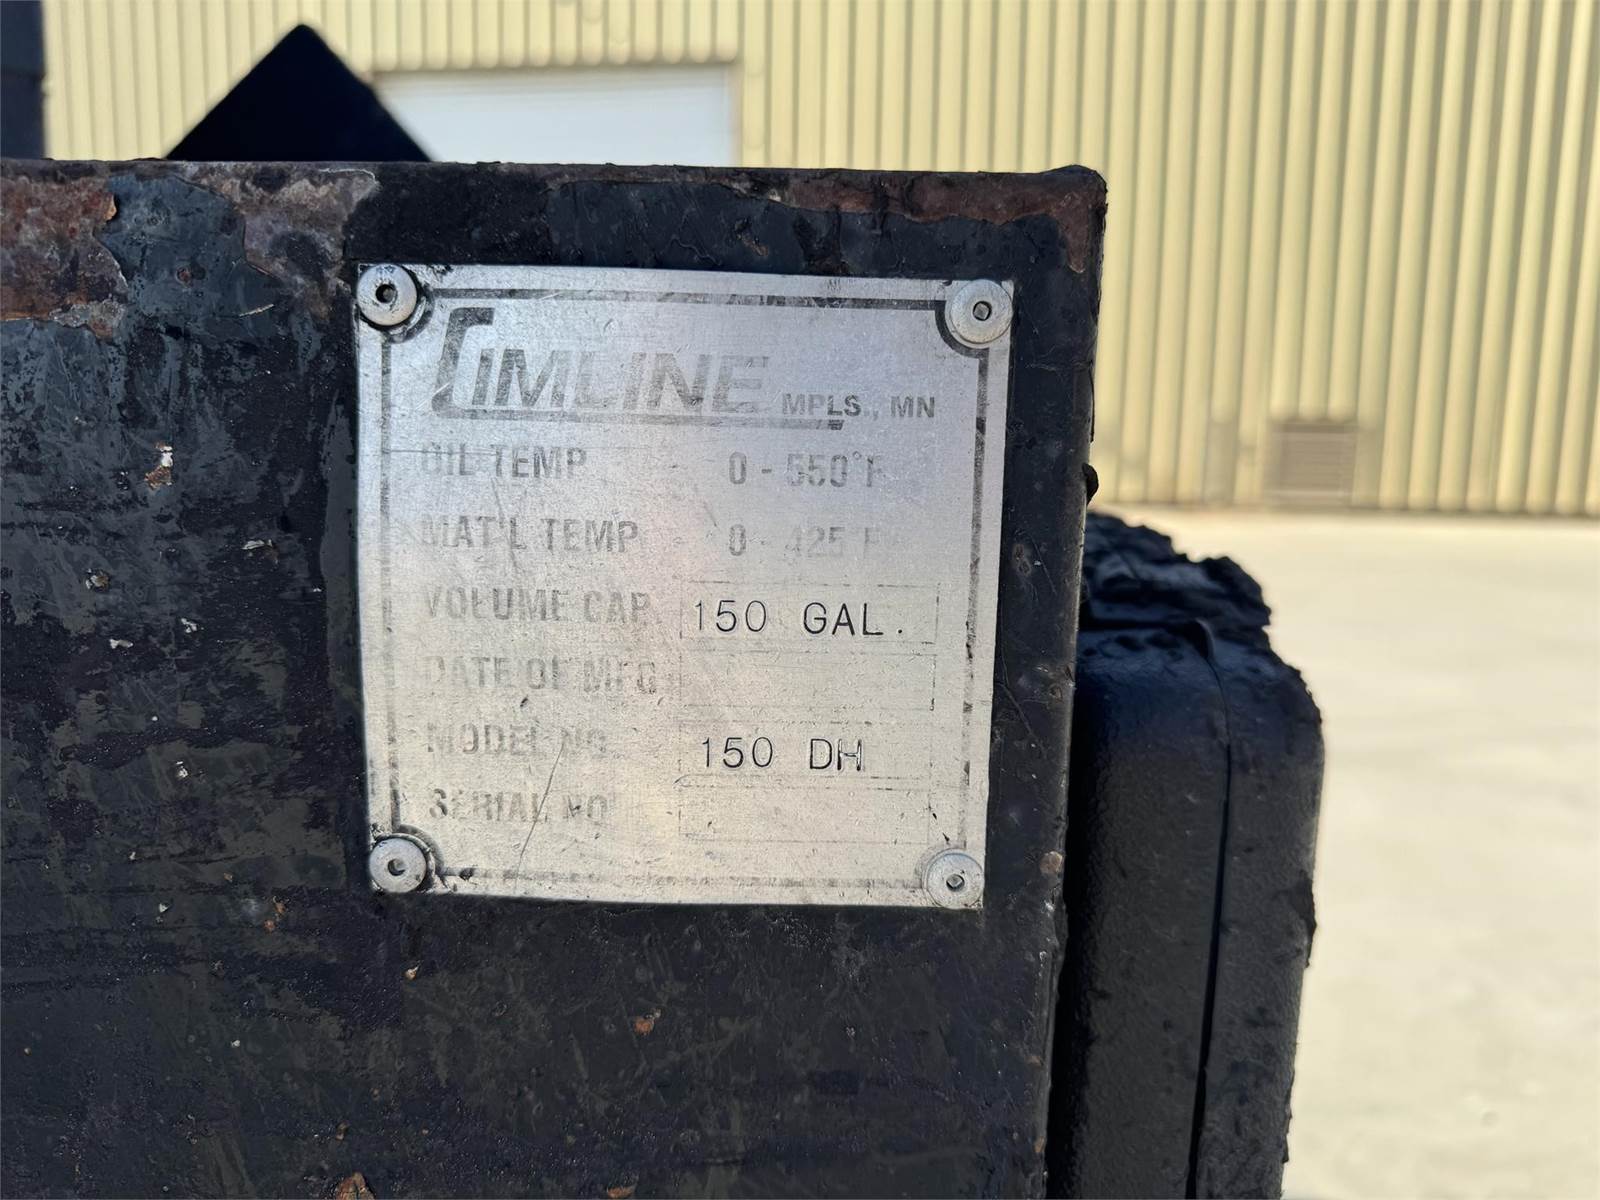 CIMLINE MPLS., MN
OIL TEMP 0 - 550°F
MAT'L TEMP 0 - 425 F
VOLUME CAP. 150 GAL.
DATE OF MFG
MODEL NO 150 DH
SERIAL NO